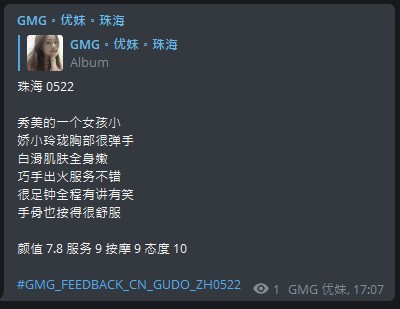 GMG。优妹。珠海
GMG。优妹。珠海
Album
珠海 0522
秀美的一个女孩小
娇小玲珑胸部很弹手
白滑肌肤全身嫩
巧手出火服务不错
很足钟全程有讲有笑
手骨也按得很舒服
颜值 7.8 服务 9 按摩 9 态度 10
#GMG_FEEDBACK_CN_GUDO_ZH0522
1 GMG 优妹, 17:07